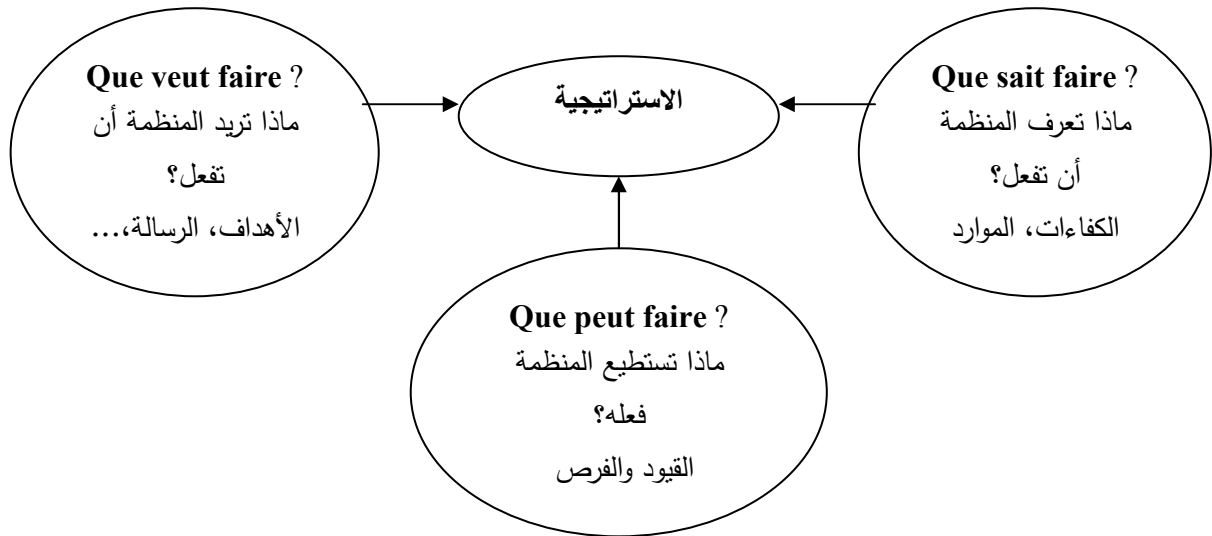 Que veut faire ?
ماذا تريد المنظمة أن
تفعل؟
الأهداف، الرسالة،...
الاستراتيجية
Que sait faire ?
ماذا تعرف المنظمة
أن تفعل؟
الكفاءات، الموارد
Que peut faire ?
ماذا تستطيع المنظمة
فعله؟
القيود والفرص